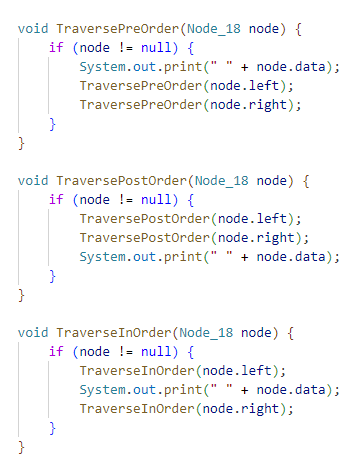 void TraversePreOrder(Node_18 node) {
    if (node != null) {
        System.out.print(" " + node.data);
        TraversePreOrder(node.left);
        TraversePreOrder(node.right);
    }
}

void TraversePostOrder(Node_18 node) {
    if (node != null) {
        TraversePostOrder(node.left);
        TraversePostOrder(node.right);
        System.out.print(" " + node.data);
    }
}

void TraverseInOrder(Node_18 node) {
    if (node != null) {
        TraverseInOrder(node.left);
        System.out.print(" " + node.data);
        TraverseInOrder(node.right);
    }
}